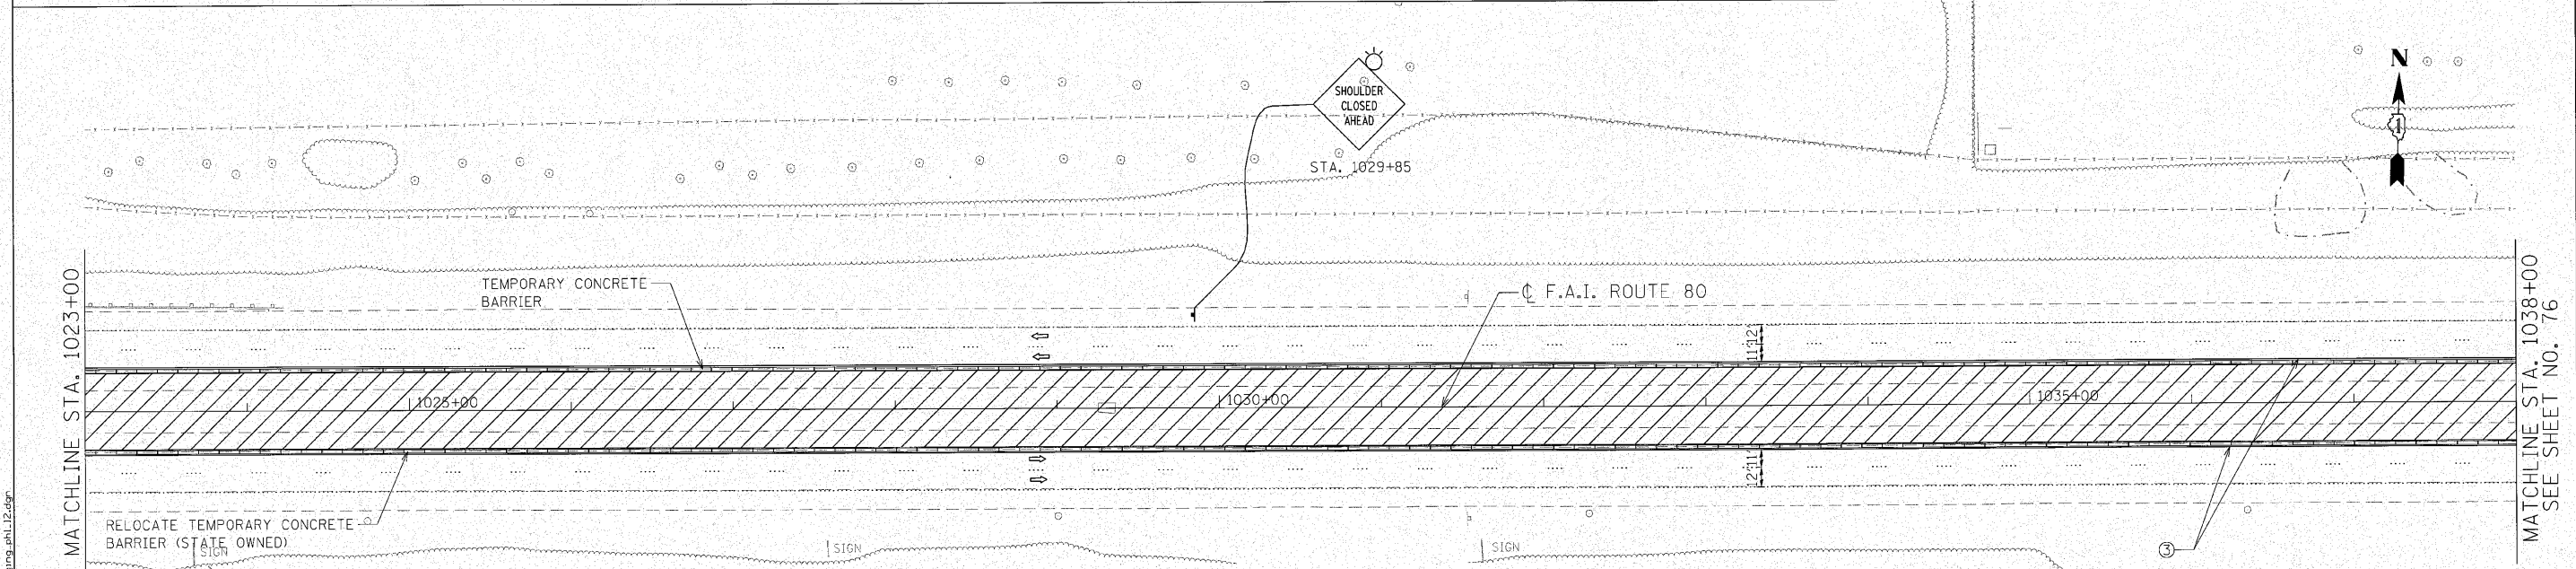 N
1
SHOULDER
CLOSED
AHEAD
STA. 1029+85
MATCHLINE STA. 1023+00
TEMPORARY CONCRETE
BARRIER
℄ F.A.I. ROUTE 80
11'
12'
1025+00
1030+00
1035+00
12'
11'
RELOCATE TEMPORARY CONCRETE
BARRIER (STATE OWNED)
SIGN
SIGN
SIGN
3
MATCHLINE STA. 1038+00
SEE SHEET NO. 76